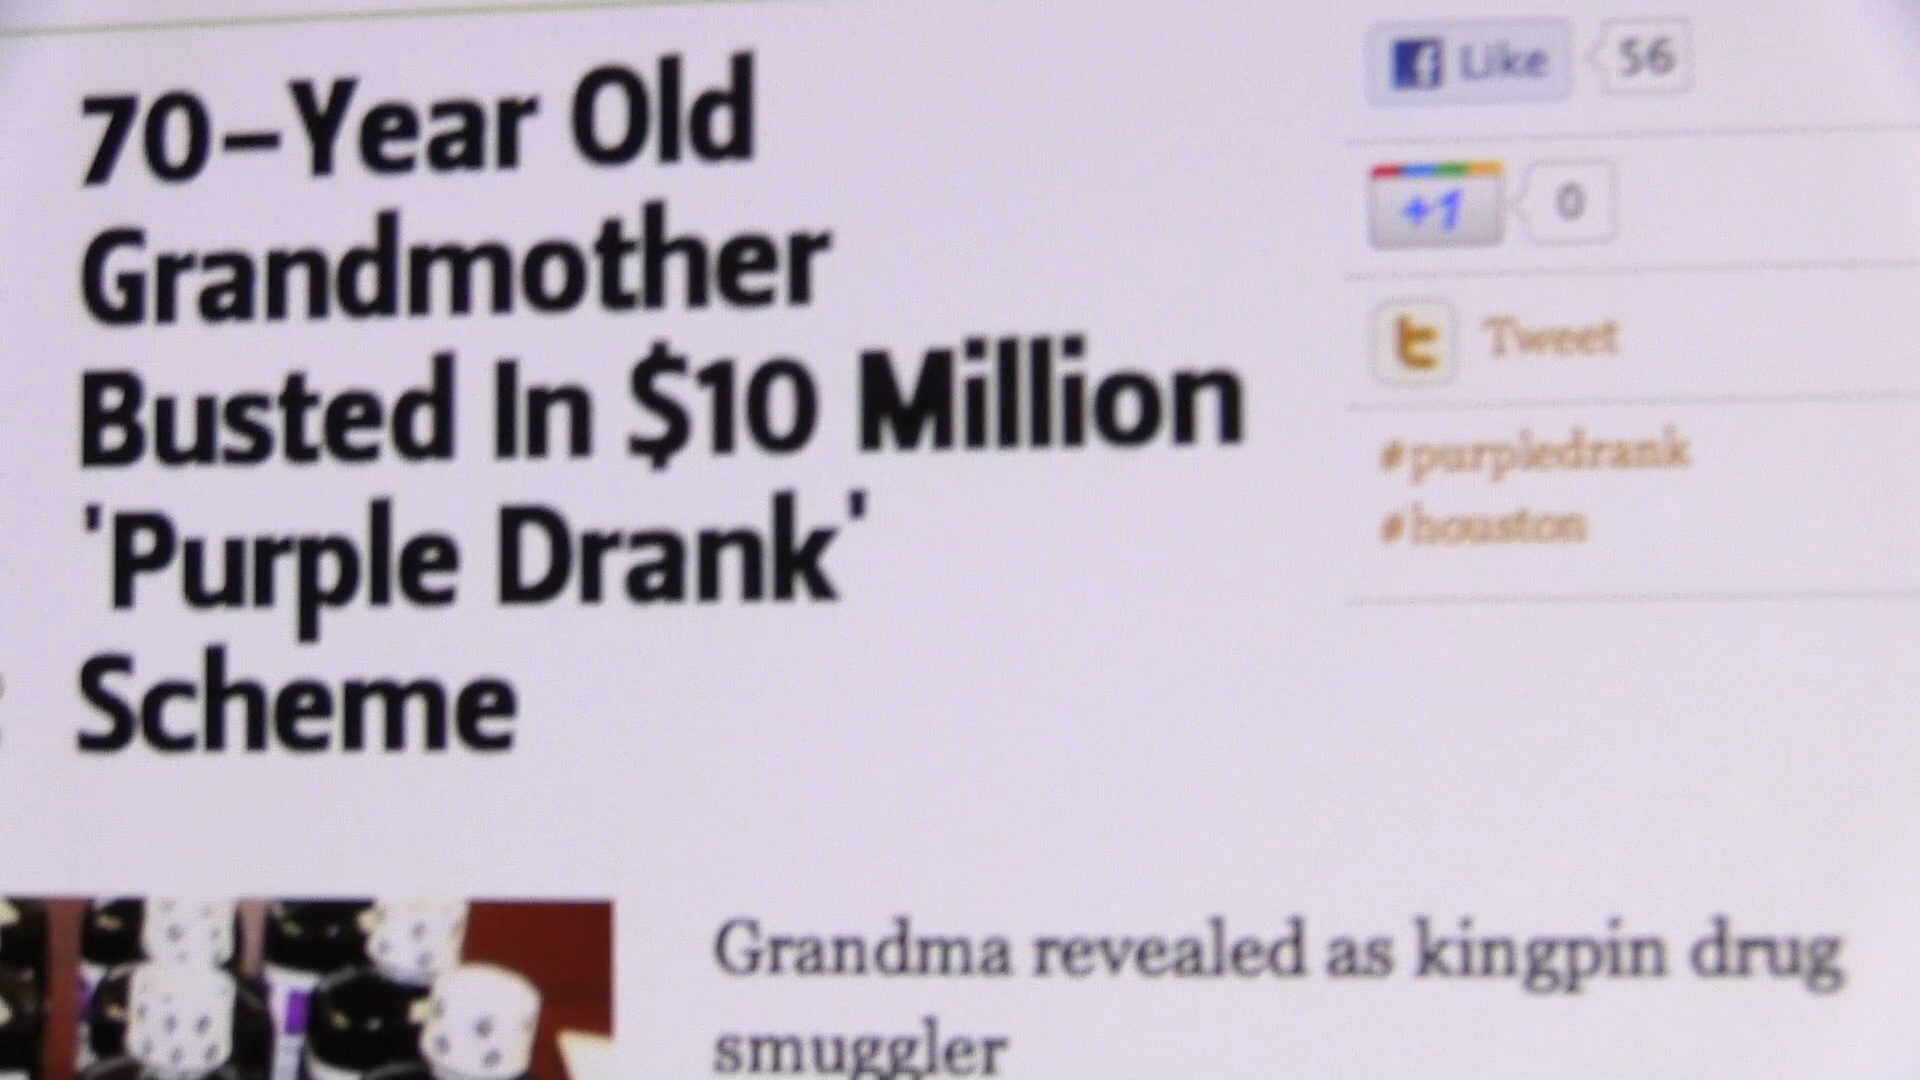 70-Year Old
Grandmother
Busted In $10 Million
'Purple Drank'
Scheme
Like 56
+1 0
Tweet
#purpledrank
#houston
Grandma revealed as kingpin drug
smuggler